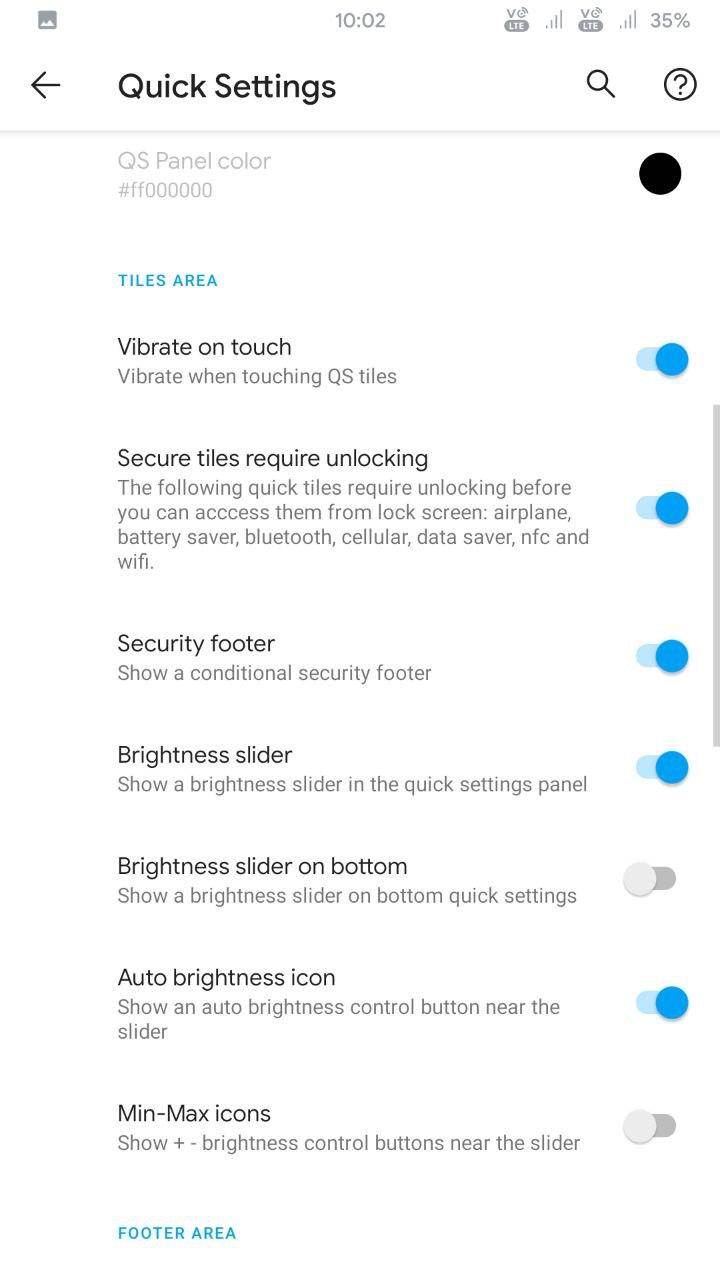 10:02
Vo LTE
Vo LTE
35%
Quick Settings
QS Panel color
#ff000000
TILES AREA
Vibrate on touch
Vibrate when touching QS tiles
Secure tiles require unlocking
The following quick tiles require unlocking before
you can acccess them from lock screen: airplane,
battery saver, bluetooth, cellular, data saver, nfc and
wifi.
Security footer
Show a conditional security footer
Brightness slider
Show a brightness slider in the quick settings panel
Brightness slider on bottom
Show a brightness slider on bottom quick settings
Auto brightness icon
Show an auto brightness control button near the
slider
Min-Max icons
Show + - brightness control buttons near the slider
FOOTER AREA